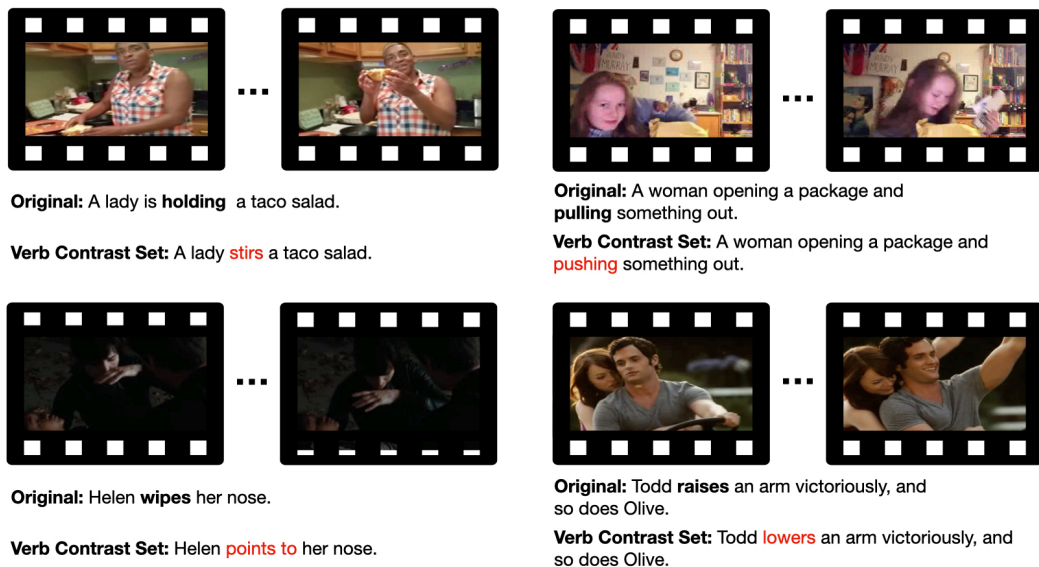 Original: A lady is holding a taco salad.
Verb Contrast Set: A lady stirs a taco salad.
Original: A woman opening a package and
pulling something out.
Verb Contrast Set: A woman opening a package and
pushing something out.
Original: Helen wipes her nose.
Verb Contrast Set: Helen points to her nose.
Original: Todd raises an arm victoriously, and
so does Olive.
Verb Contrast Set: Todd lowers an arm victoriously, and
so does Olive.